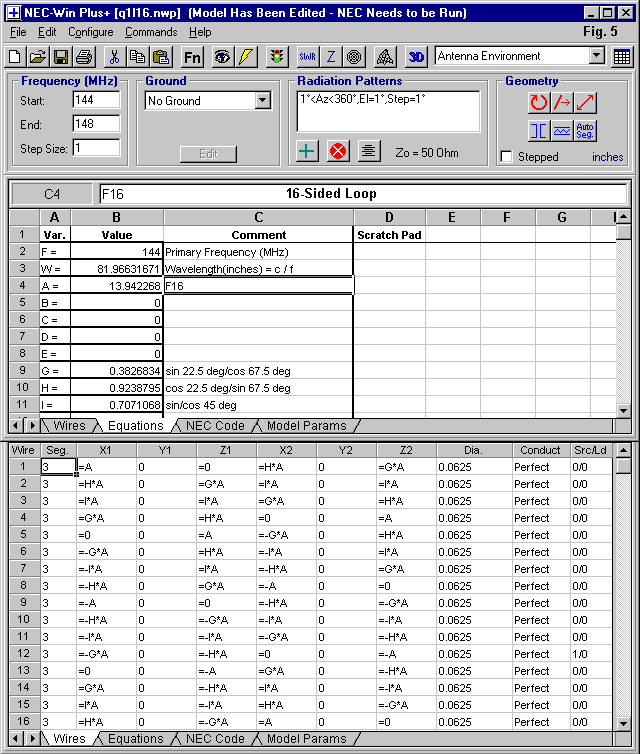 NEC-Win Plus+ [q1l16.nwp] (Model Has Been Edited - NEC Needs to be Run)
File Edit Configure Commands Help Fig. 5
Fn SWR Z 3D Antenna Environment
Frequency (MHz) Ground Radiation Patterns Geometry
Start: 144 No Ground 1°<Az<360°,El=1°,Step=1°
End: 148 Auto Seg.
Step Size: 1 Edit Zo = 50 Ohm Stepped inches
C4 F16 16-Sided Loop
A B C D E F G
1 Var. Value Comment Scratch Pad
2 F = 144 Primary Frequency (MHz)
3 W = 81.96631671 Wavelength(inches) = c / f
4 A = 13.942268 F16
5 B = 0
6 C = 0
7 D = 0
8 E = 0
9 G = 0.3826834 sin 22.5 deg/cos 67.5 deg
10 H = 0.9238795 cos 22.5 deg/sin 67.5 deg
11 I = 0.7071068 sin/cos 45 deg
Wires Equations NEC Code Model Params
Wire Seg. X1 Y1 Z1 X2 Y2 Z2 Dia. Conduct Src/Ld
1 3 =A 0 =0 =H*A 0 =G*A 0.0625 Perfect 0/0
2 3 =H*A 0 =G*A =I*A 0 =I*A 0.0625 Perfect 0/0
3 3 =I*A 0 =I*A =G*A 0 =H*A 0.0625 Perfect 0/0
4 3 =G*A 0 =H*A =0 0 =A 0.0625 Perfect 0/0
5 3 =0 0 =A =-G*A 0 =H*A 0.0625 Perfect 0/0
6 3 =-G*A 0 =H*A =-I*A 0 =I*A 0.0625 Perfect 0/0
7 3 =-I*A 0 =I*A =-H*A 0 =G*A 0.0625 Perfect 0/0
8 3 =-H*A 0 =G*A =-A 0 =0 0.0625 Perfect 0/0
9 3 =-A 0 =0 =-H*A 0 =-G*A 0.0625 Perfect 0/0
10 3 =-H*A 0 =-G*A =-I*A 0 =-I*A 0.0625 Perfect 0/0
11 3 =-I*A 0 =-I*A =-G*A 0 =-H*A 0.0625 Perfect 0/0
12 3 =-G*A 0 =-H*A =0 0 =-A 0.0625 Perfect 1/0
13 3 =0 0 =-A =G*A 0 =-H*A 0.0625 Perfect 0/0
14 3 =G*A 0 =-H*A =I*A 0 =-I*A 0.0625 Perfect 0/0
15 3 =I*A 0 =-I*A =H*A 0 =-G*A 0.0625 Perfect 0/0
16 3 =H*A 0 =-G*A =A 0 =0 0.0625 Perfect 0/0
Wires Equations NEC Code Model Params